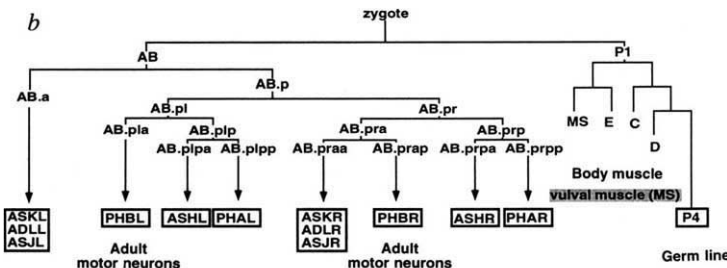 b
zygote
AB
P1
AB.a
AB.p
AB.pl
AB.pr
AB.pla
AB.plp
AB.pra
AB.prp
MS
E
C
D
AB.plpa
AB.plpp
AB.praa
AB.prap
AB.prpa
AB.prpp
Body muscle
vulval muscle (MS)
ASKL
ADLL
ASJL
PHBL
ASHL
PHAL
ASKR
ADLR
ASJR
PHBR
ASHR
PHAR
P4
Adult
motor neurons
Adult
motor neurons
Germ line